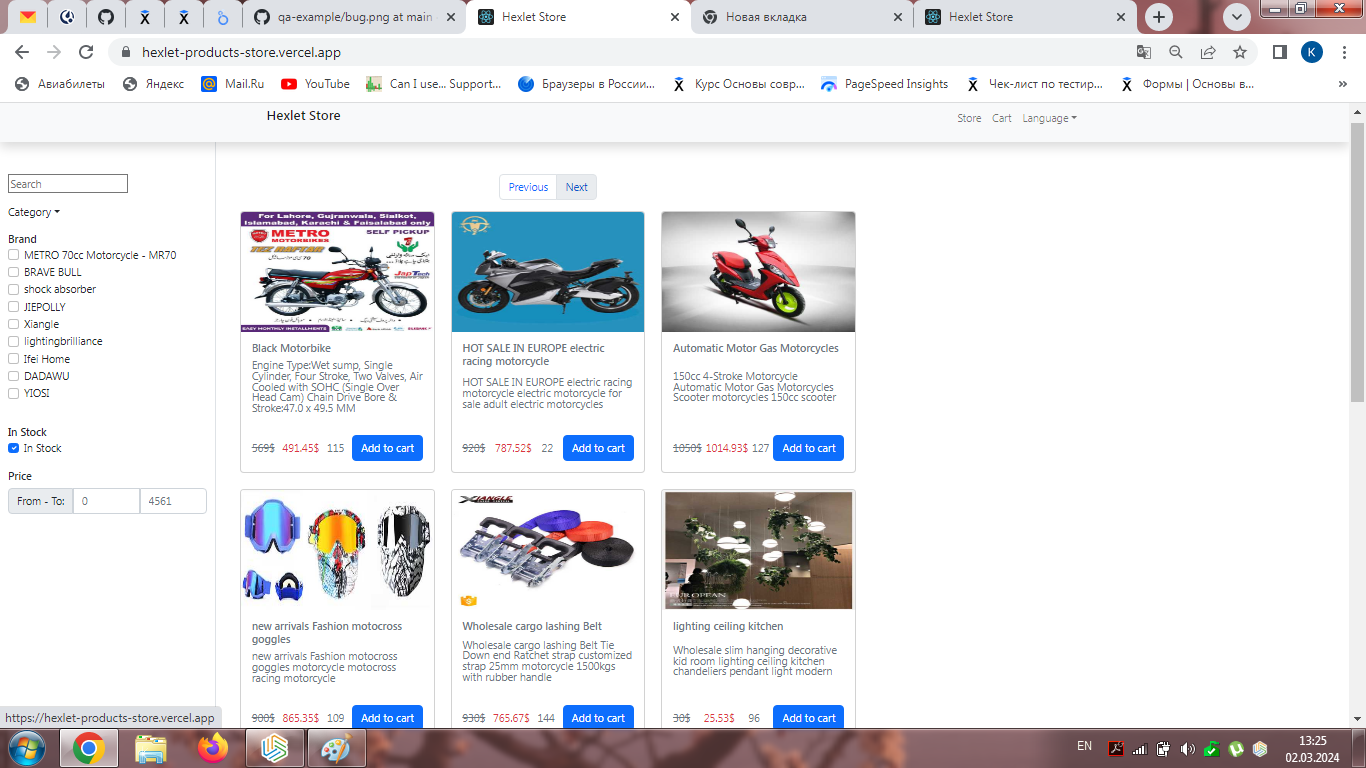 qa-example/bug.png at main
Hexlet Store
Новая вкладка
Hexlet Store
hexlet-products-store.vercel.app
K
Авиабилеты
Яндекс
Mail.Ru
YouTube
Can I use... Support...
Браузеры в России...
Курс Основы совр...
PageSpeed Insights
Чек-лист по тестир...
Формы | Основы в...
»
Hexlet Store
Store
Cart
Language
Search
Category
Brand
METRO 70cc Motorcycle - MR70
BRAVE BULL
shock absorber
JIEPOLLY
Xiangle
lightingbrilliance
Ifei Home
DADAWU
YIOSI
In Stock
In Stock
Price
From - To:
0
4561
Previous
Next
For Lahore, Gujranwala, Sialkot,
Islamabad, Karachi & Faisalabad only
METRO
MOTORBIKES
SELF PICKUP
TEZ RAFTAR
70
JapTech
EASY MONTHLY INSTALLMENTS
Black Motorbike
Engine Type:Wet sump, Single
Cylinder, Four Stroke, Two Valves, Air
Cooled with SOHC (Single Over
Head Cam) Chain Drive Bore &
Stroke:47.0 x 49.5 MM
569$ 491.45$ 115
Add to cart
HOT SALE IN EUROPE electric
racing motorcycle
HOT SALE IN EUROPE electric racing
motorcycle electric motorcycle for
sale adult electric motorcycles
920$ 787.52$ 22
Add to cart
Automatic Motor Gas Motorcycles
150cc 4-Stroke Motorcycle
Automatic Motor Gas Motorcycles
Scooter motorcycles 150cc scooter
1050$ 1014.93$ 127
Add to cart
new arrivals Fashion motocross
goggles
new arrivals Fashion motocross
goggles motorcycle motocross
racing motorcycle
900$ 865.35$ 109
Add to cart
XIANGLE
Wholesale cargo lashing Belt
Wholesale cargo lashing Belt Tie
Down end Ratchet strap customized
strap 25mm motorcycle 1500kgs
with rubber handle
930$ 765.67$ 144
Add to cart
EUROPEAN
lighting ceiling kitchen
Wholesale slim hanging decorative
kid room lighting ceiling kitchen
chandeliers pendant light modern
30$ 25.53$ 96
Add to cart
https://hexlet-products-store.vercel.app
EN
13:25
02.03.2024